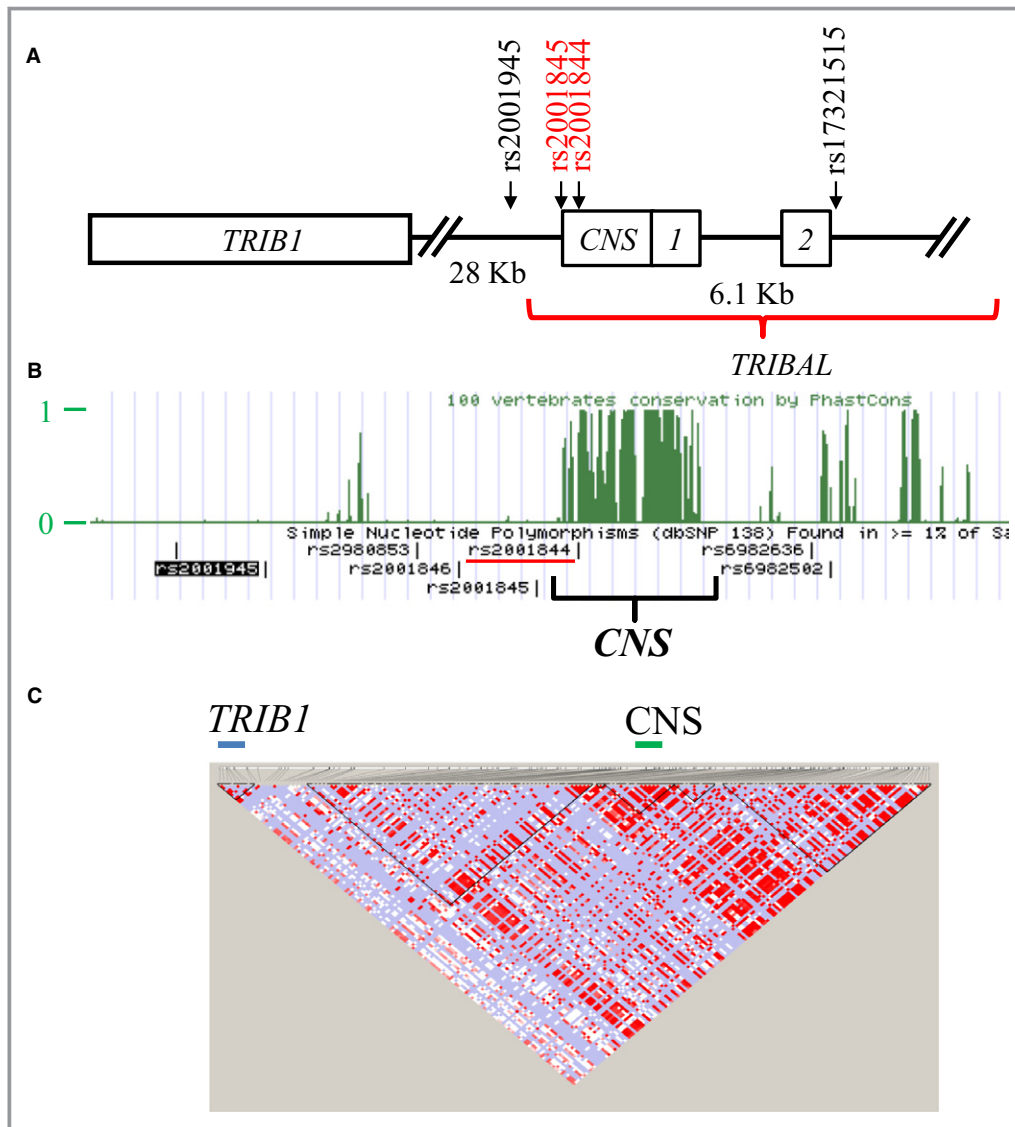 A
rs2001945
rs2001845
rs2001844
rs17321515
TRIB1
CNS
1
2
28 Kb
6.1 Kb
TRIBAL
B
1
100 vertebrates conservation by PhastCons
0
Simple Nucleotide Polymorphisms (dbSNP 138) Found in >= 1% of Sa
rs2980853
rs2001844
rs6982636
rs2001945
rs2001846
rs6982502
rs2001845
CNS
C
TRIB1
CNS